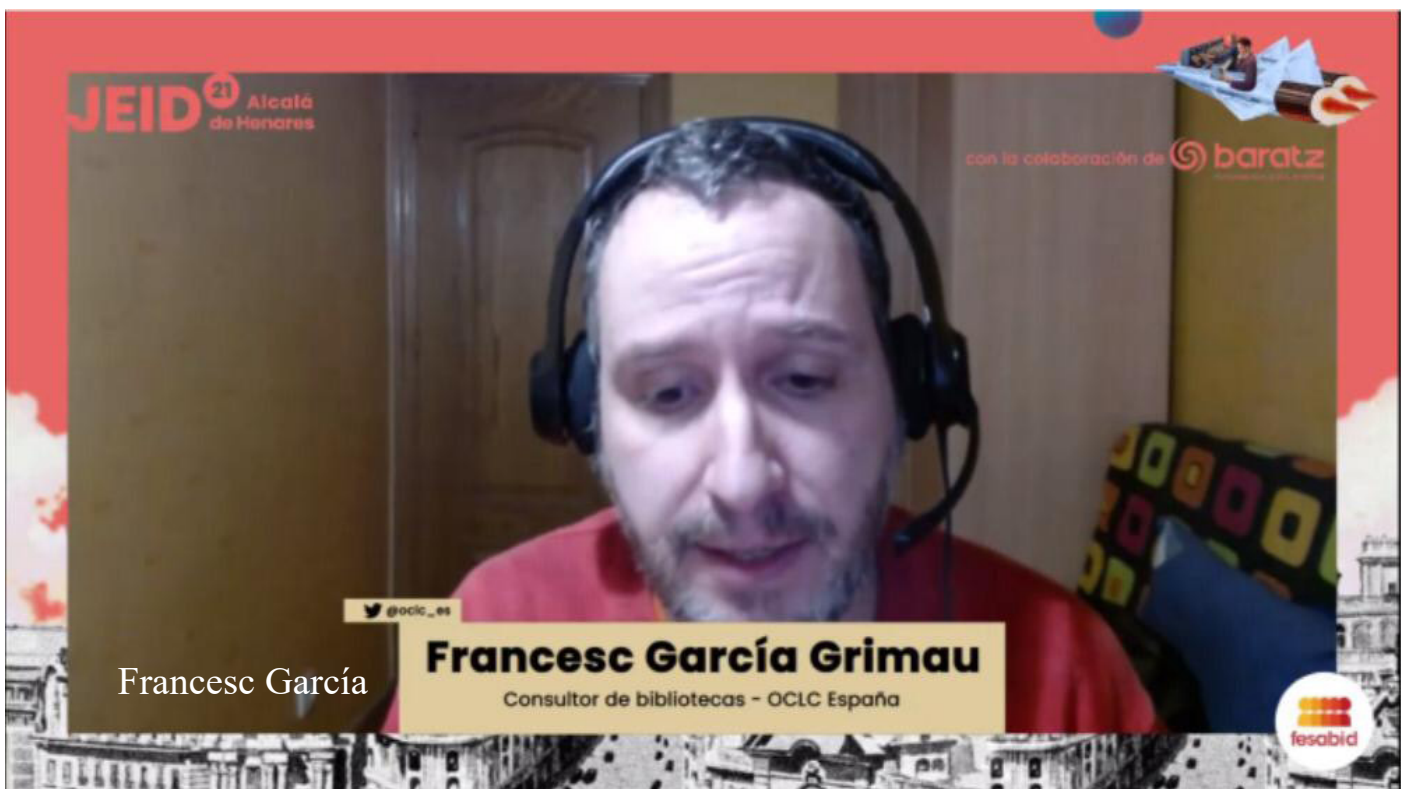 JEID 21 Alcalá
de Henares
con la colaboración de baratz
@oclc_es
Francesc García Grimau
Consultor de bibliotecas - OCLC España
Francesc García
fesabid